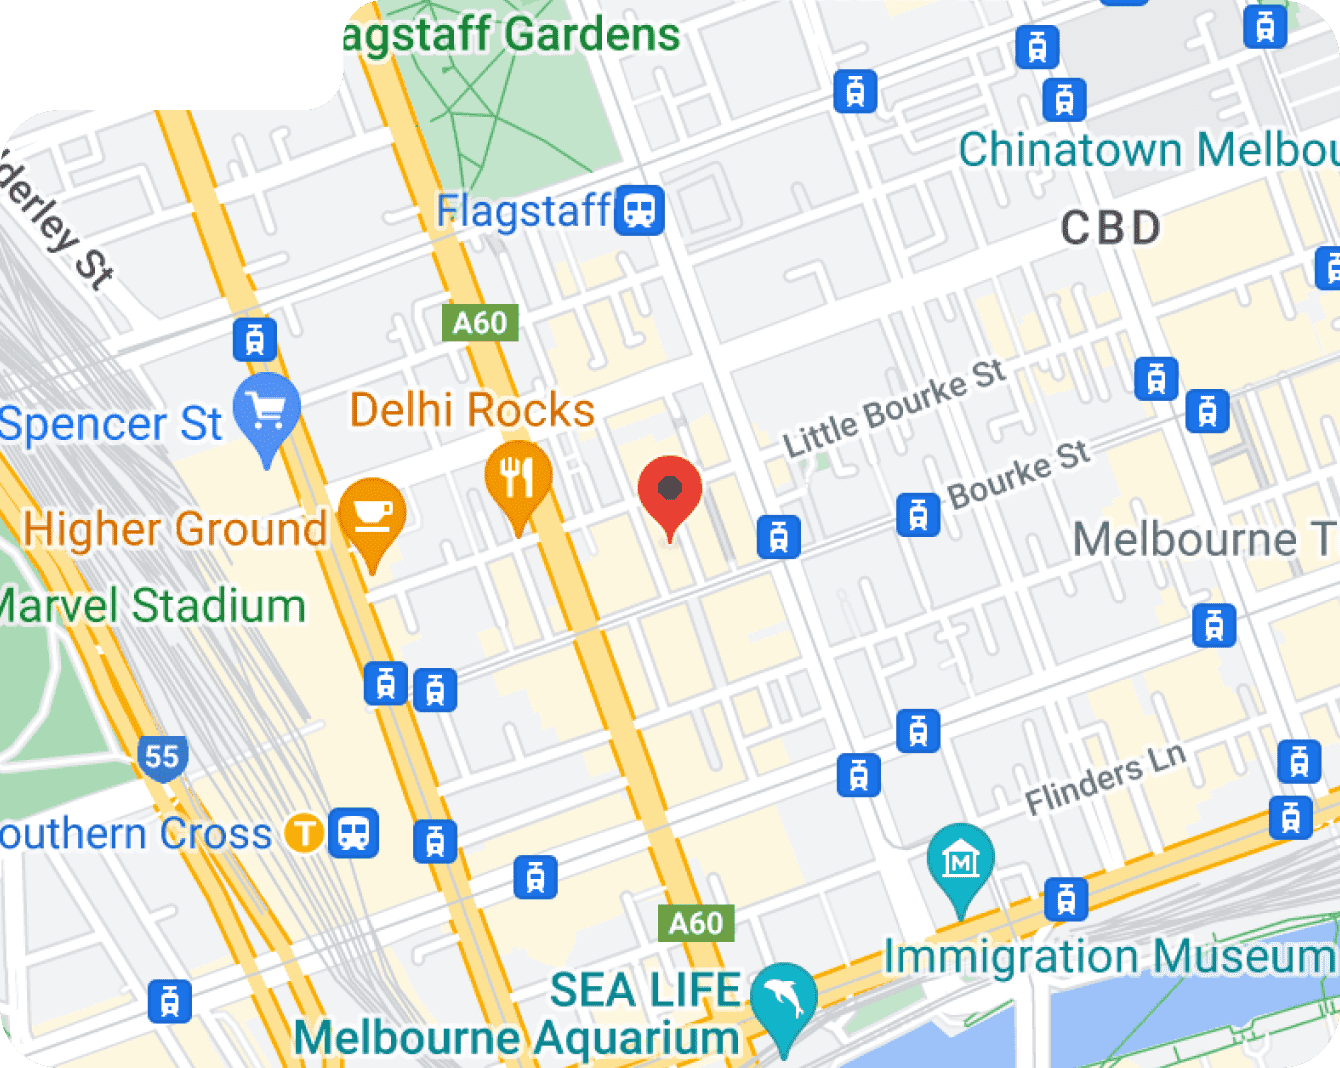 agstaff Gardens
Chinatown Melbou
derley St
Flagstaff
CBD
A60
Little Bourke St
Delhi Rocks
Spencer St
Bourke St
Higher Ground
Melbourne T
Marvel Stadium
55
Flinders Ln
outhern Cross
T
M
A60
Immigration Museum
SEA LIFE
Melbourne Aquarium